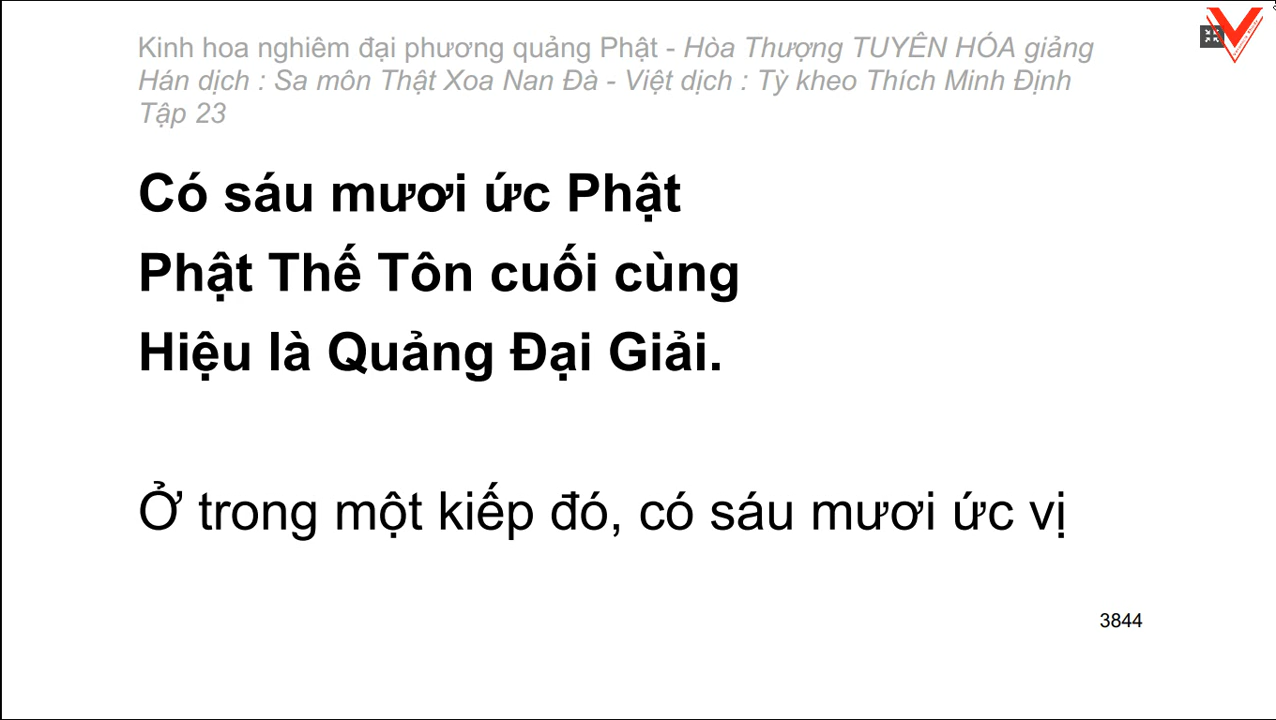 Kinh hoa nghiêm đại phương quảng Phật - Hòa Thượng TUYÊN HÓA giảng
Hán dịch : Sa môn Thật Xoa Nan Đà - Việt dịch : Tỳ kheo Thích Minh Định
Tập 23
Có sáu mươi ức Phật
Phật Thế Tôn cuối cùng
Hiệu là Quảng Đại Giải.
Ở trong một kiếp đó, có sáu mươi ức vị
3844